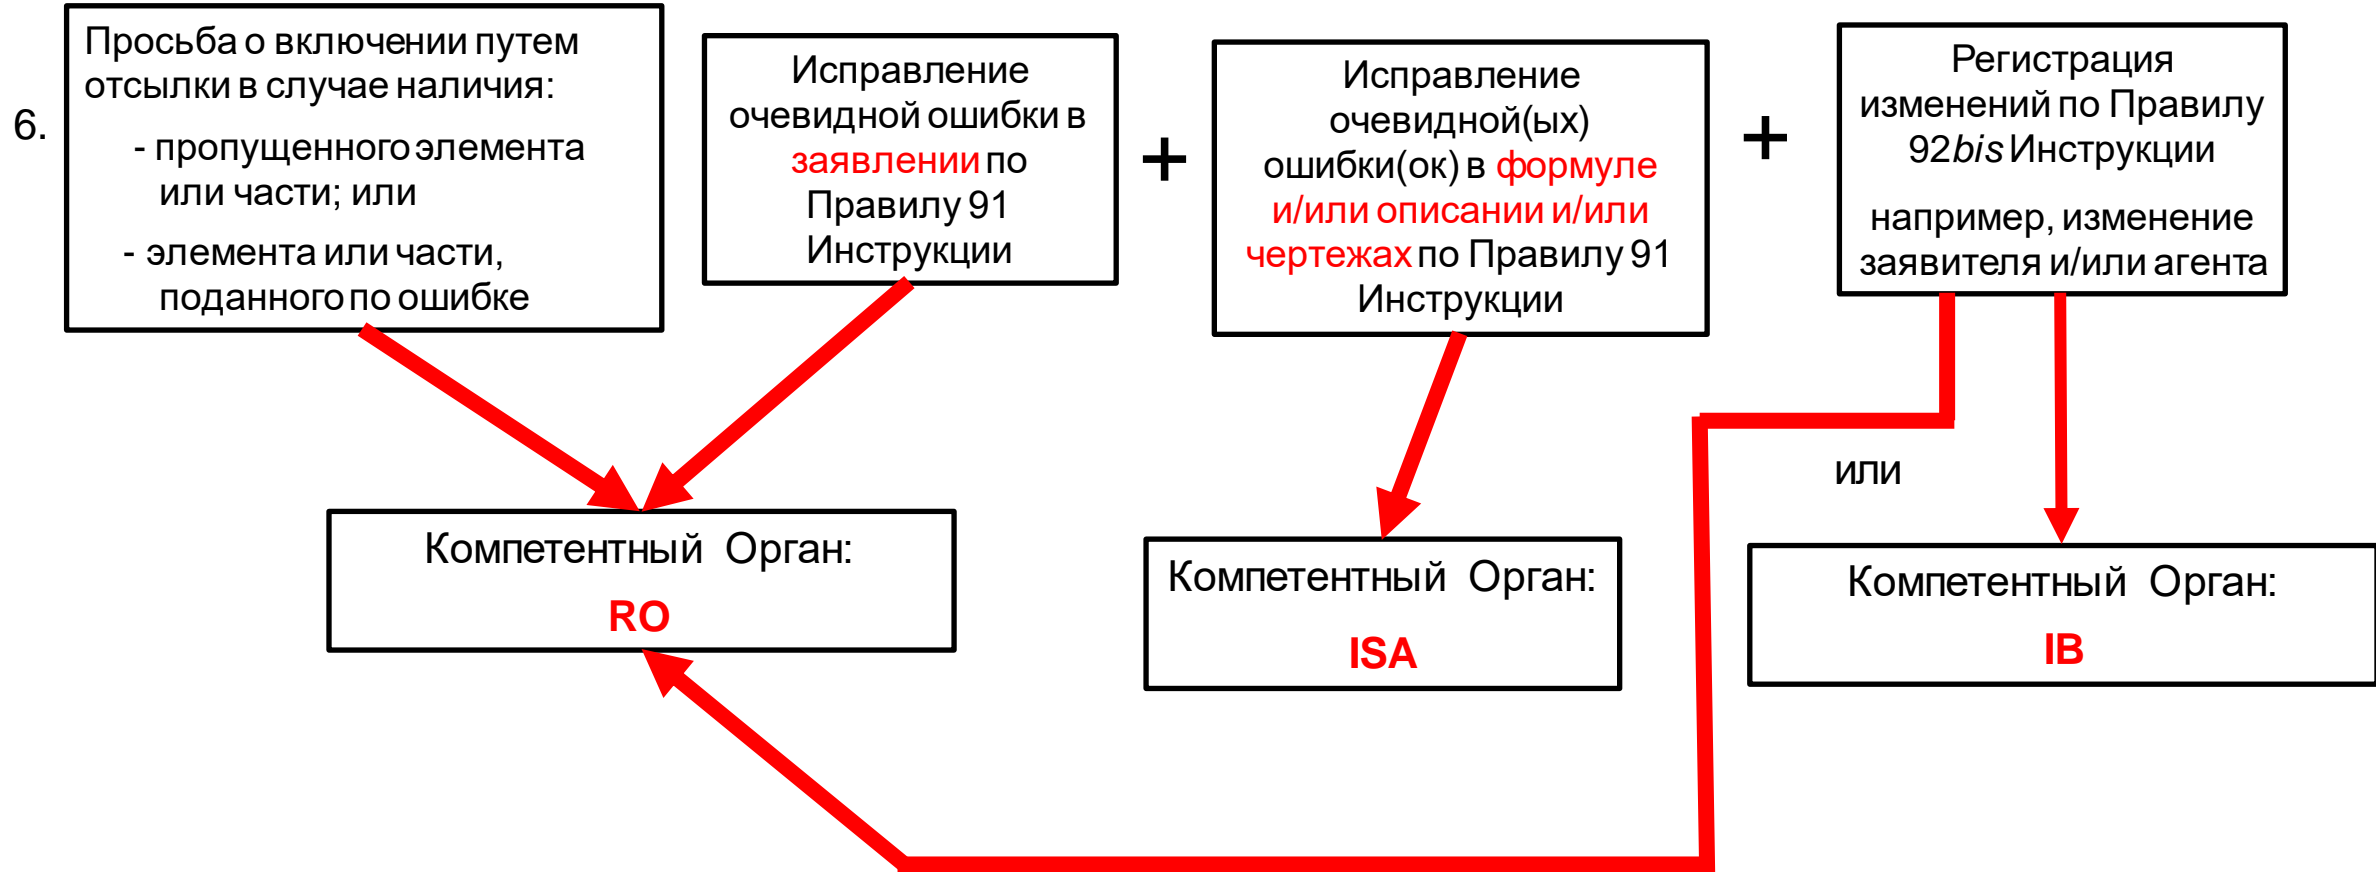 6.
Просьба о включении путем
отсылки в случае наличия:
- пропущенного элемента
или части; или
- элемента или части,
поданного по ошибке
Исправление
очевидной ошибки в
заявлении по
Правилу 91
Инструкции
+
Исправление
очевидной(ых)
ошибки(ок) в формуле
и/или описании и/или
чертежах по Правилу 91
Инструкции
+
Регистрация
изменений по Правилу
92bis Инструкции
например, изменение
заявителя и/или агента
или
Компетентный Орган:
RO
Компетентный Орган:
ISA
Компетентный Орган:
IB